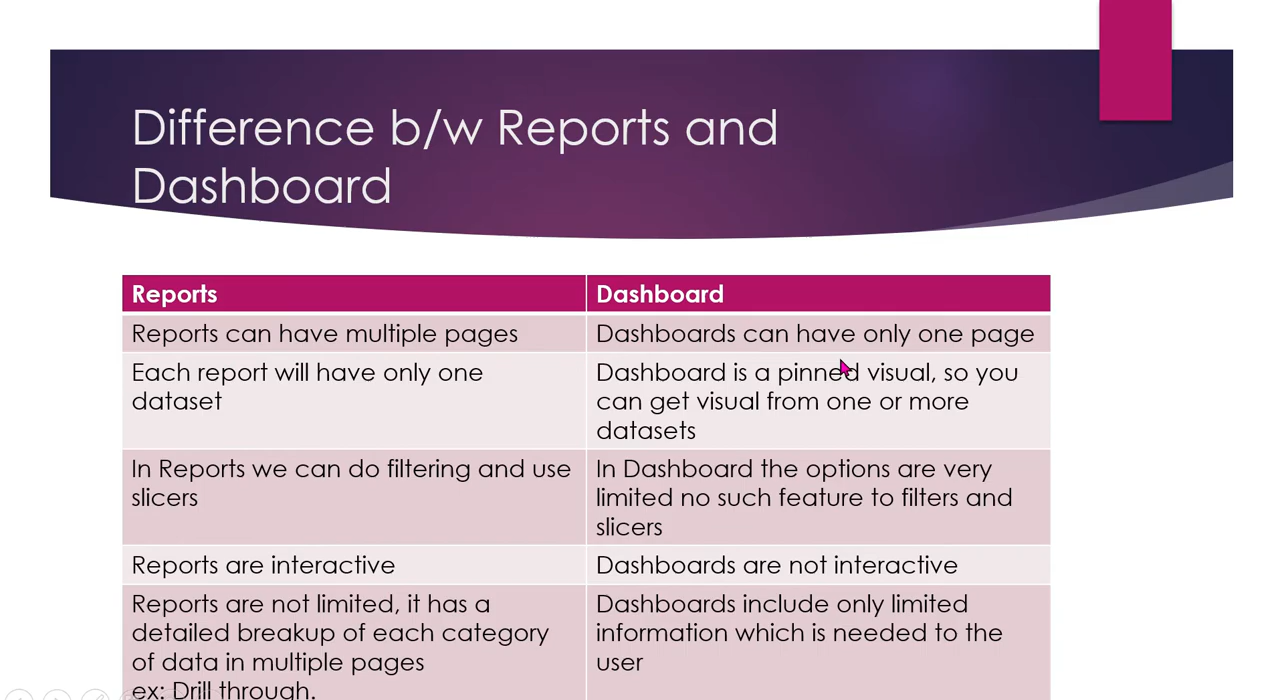 Difference b/w Reports and
Dashboard
Reports
Dashboard
Reports can have multiple pages
Dashboards can have only one page
Each report will have only one
dataset
Dashboard is a pinned visual, so you
can get visual from one or more
datasets
In Reports we can do filtering and use
slicers
In Dashboard the options are very
limited no such feature to filters and
slicers
Reports are interactive
Dashboards are not interactive
Reports are not limited, it has a
detailed breakup of each category
of data in multiple pages
ex: Drill through.
Dashboards include only limited
information which is needed to the
user